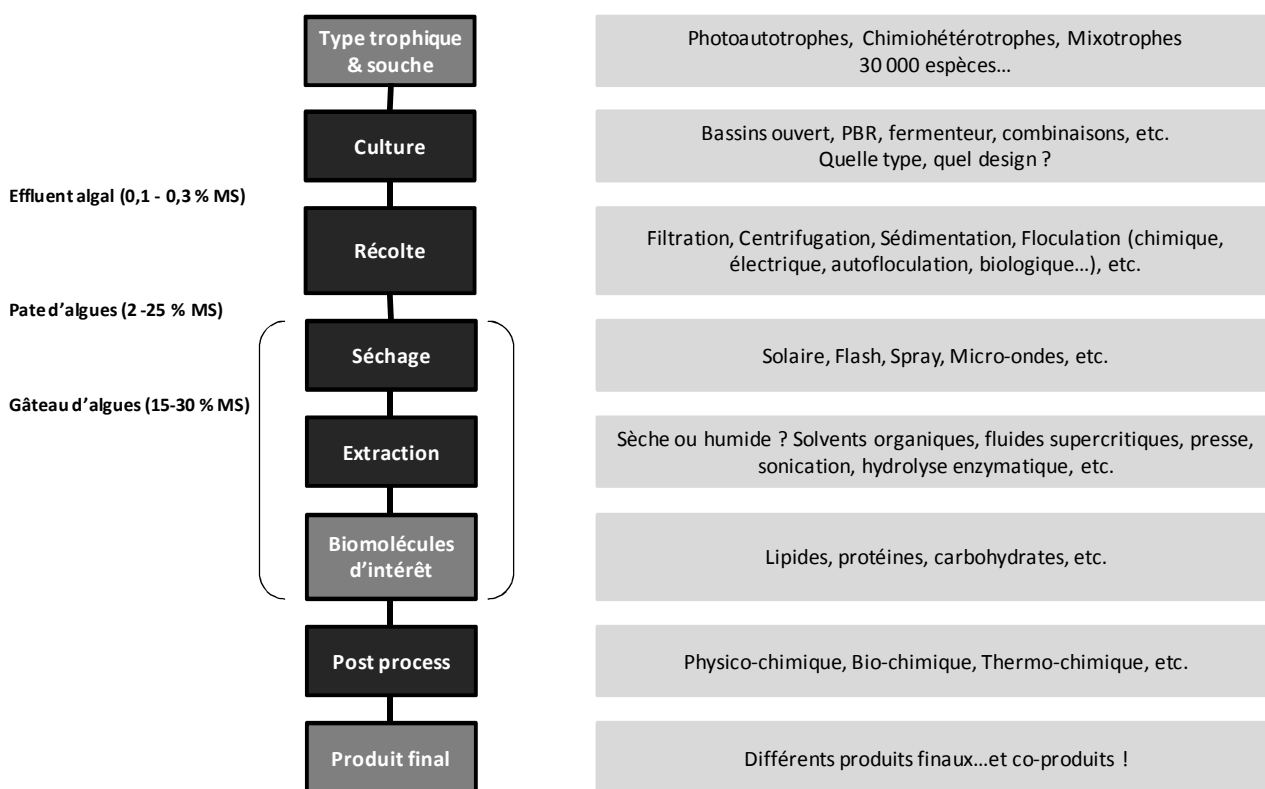 Type trophique
& souche
Photoautotrophes, Chimiohétérotrophes, Mixotrophes
30 000 espèces…
Culture
Bassins ouvert, PBR, fermenteur, combinaisons, etc.
Quelle type, quel design ?
Effluent algal (0,1 - 0,3 % MS)
Récolte
Filtration, Centrifugation, Sédimentation, Floculation (chimique,
électrique, autofloculation, biologique…), etc.
Pate d’algues (2 -25 % MS)
Séchage
Solaire, Flash, Spray, Micro-ondes, etc.
Gâteau d’algues (15-30 % MS)
Extraction
Sèche ou humide ? Solvents organiques, fluides supercritiques, presse,
sonication, hydrolyse enzymatique, etc.
Biomolécules
d’intérêt
Lipides, protéines, carbohydrates, etc.
Post process
Physico-chimique, Bio-chimique, Thermo-chimique, etc.
Produit final
Différents produits finaux…et co-produits !